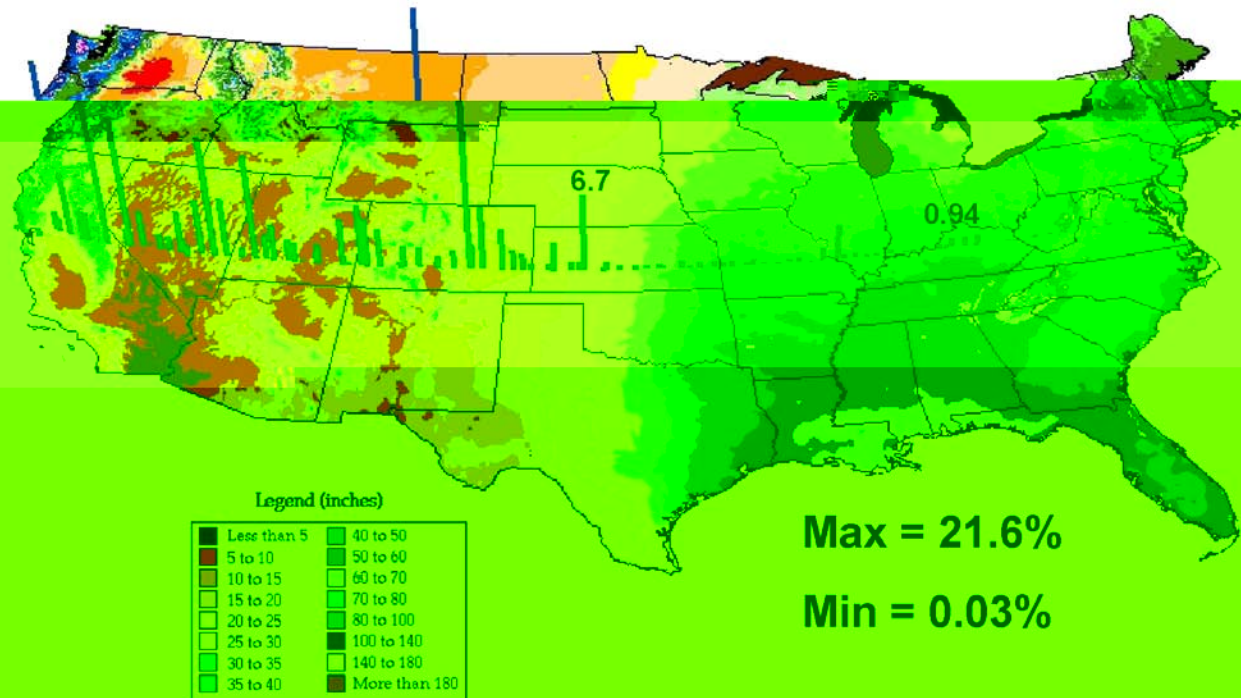 6.7
0.94
Legend (inches)
Less than 5
5 to 10
10 to 15
15 to 20
20 to 25
25 to 30
30 to 35
35 to 40
40 to 50
50 to 60
60 to 70
70 to 80
80 to 100
100 to 140
140 to 180
More than 180
Max = 21.6%
Min = 0.03%